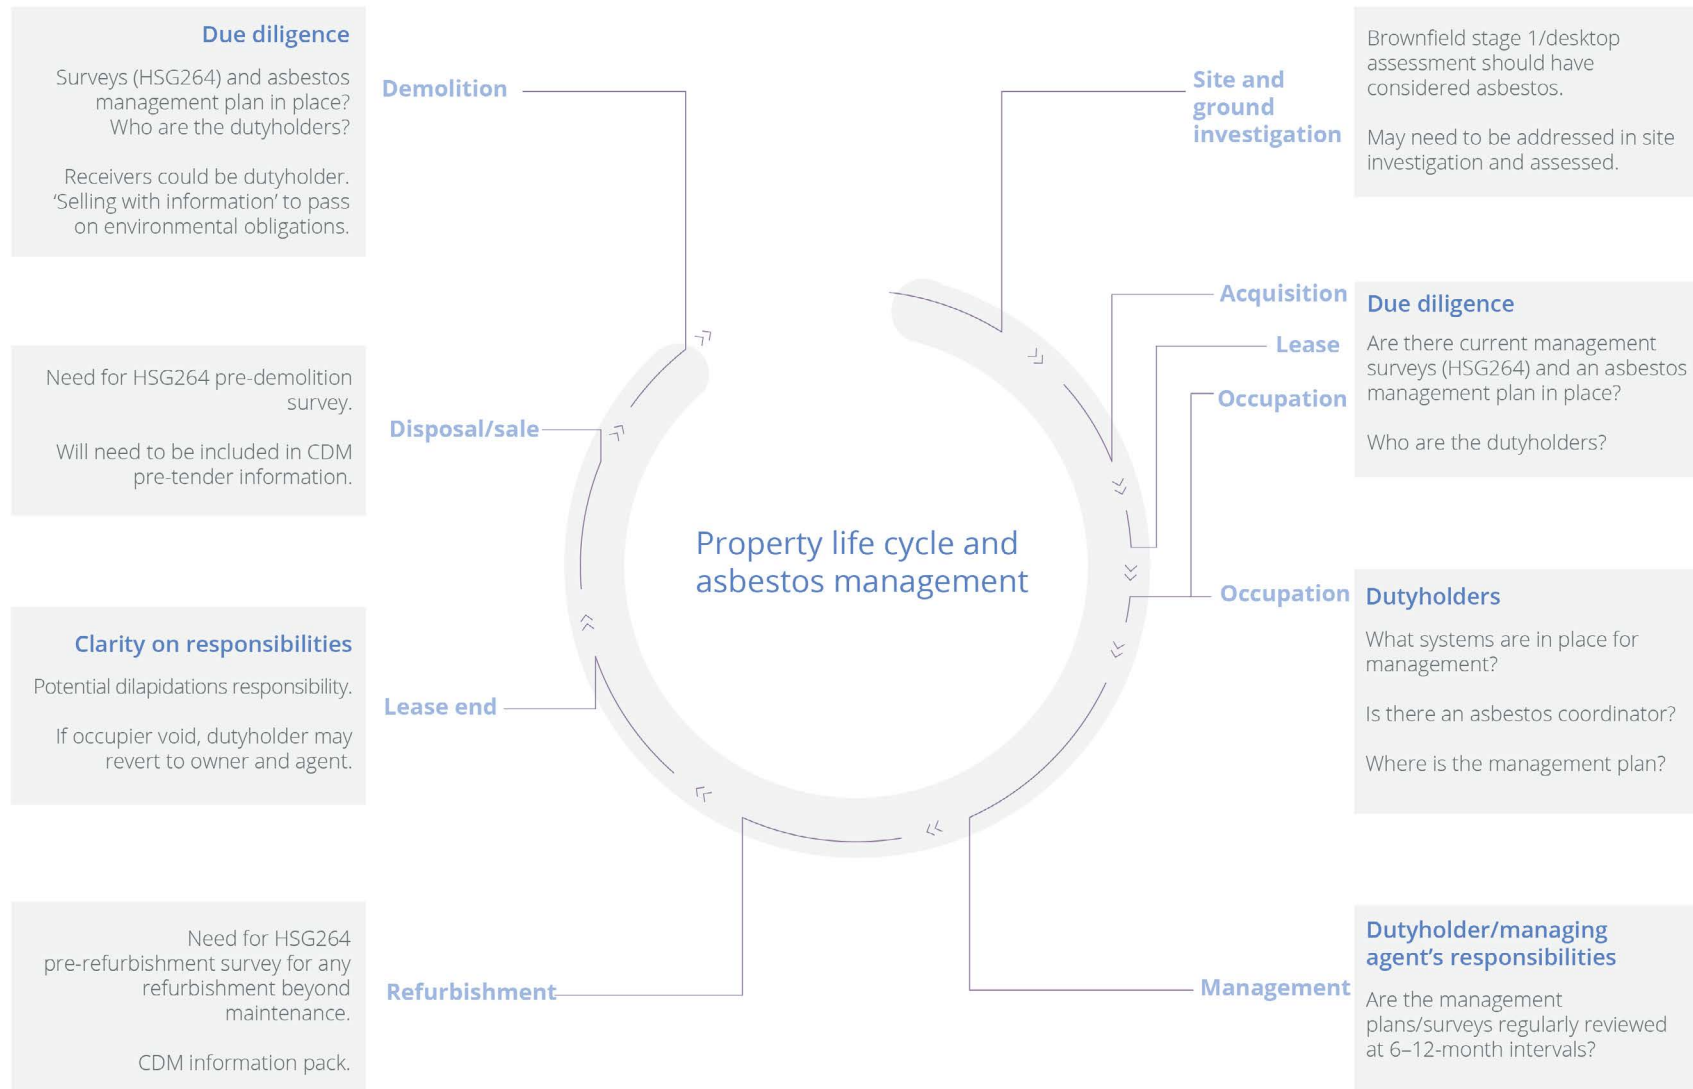 Due diligence
Surveys (HSG264) and asbestos
management plan in place?
Who are the dutyholders?
Receivers could be dutyholder.
‘Selling with information’ to pass
on environmental obligations.
Demolition
Site and
ground
investigation
Brownfield stage 1/desktop
assessment should have
considered asbestos.
May need to be addressed in site
investigation and assessed.
Acquisition
Lease
Occupation
Due diligence
Are there current management
surveys (HSG264) and an asbestos
management plan in place?
Who are the dutyholders?
Need for HSG264 pre-demolition
survey.
Will need to be included in CDM
pre-tender information.
Disposal/sale
Property life cycle and
asbestos management
Occupation
Dutyholders
What systems are in place for
management?
Is there an asbestos coordinator?
Where is the management plan?
Clarity on responsibilities
Potential dilapidations responsibility.
If occupier void, dutyholder may
revert to owner and agent.
Lease end
Need for HSG264
pre-refurbishment survey for any
refurbishment beyond
maintenance.
CDM information pack.
Refurbishment
Management
Dutyholder/managing
agent’s responsibilities
Are the management
plans/surveys regularly reviewed
at 6–12-month intervals?